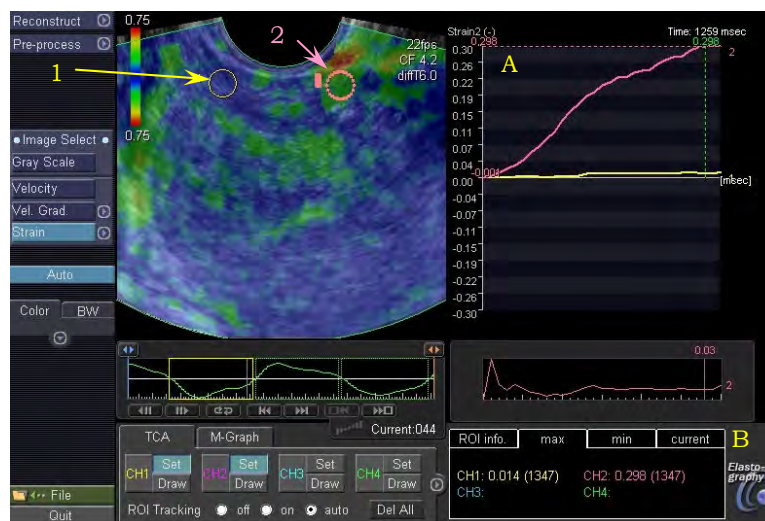 Reconstruct
Pre-process
Image Select
Gray Scale
Velocity
Vel. Grad.
Strain
Auto
Color BW
0.75
0.75
1
2
22fps
CF 4.2
diffT6.0
Strain2 (-)
Time: 1259 msec
0.298
0.298
A
2
0.30
0.26
0.22
0.19
0.15
0.11
0.07
0.04
-0.001
0.00
1
[msec]
-0.04
-0.07
-0.11
-0.15
-0.19
-0.22
-0.26
-0.30
0.03
2
Current:044
TCA M-Graph
CH1 Set Draw
CH2 Set Draw
CH3 Set Draw
CH4 Set Draw
ROI Tracking off on auto Del All
ROI info. max min current
B
CH1: 0.014 (1347) CH2: 0.298 (1347)
CH3: CH4:
Elasto-
graphy
File
Quit